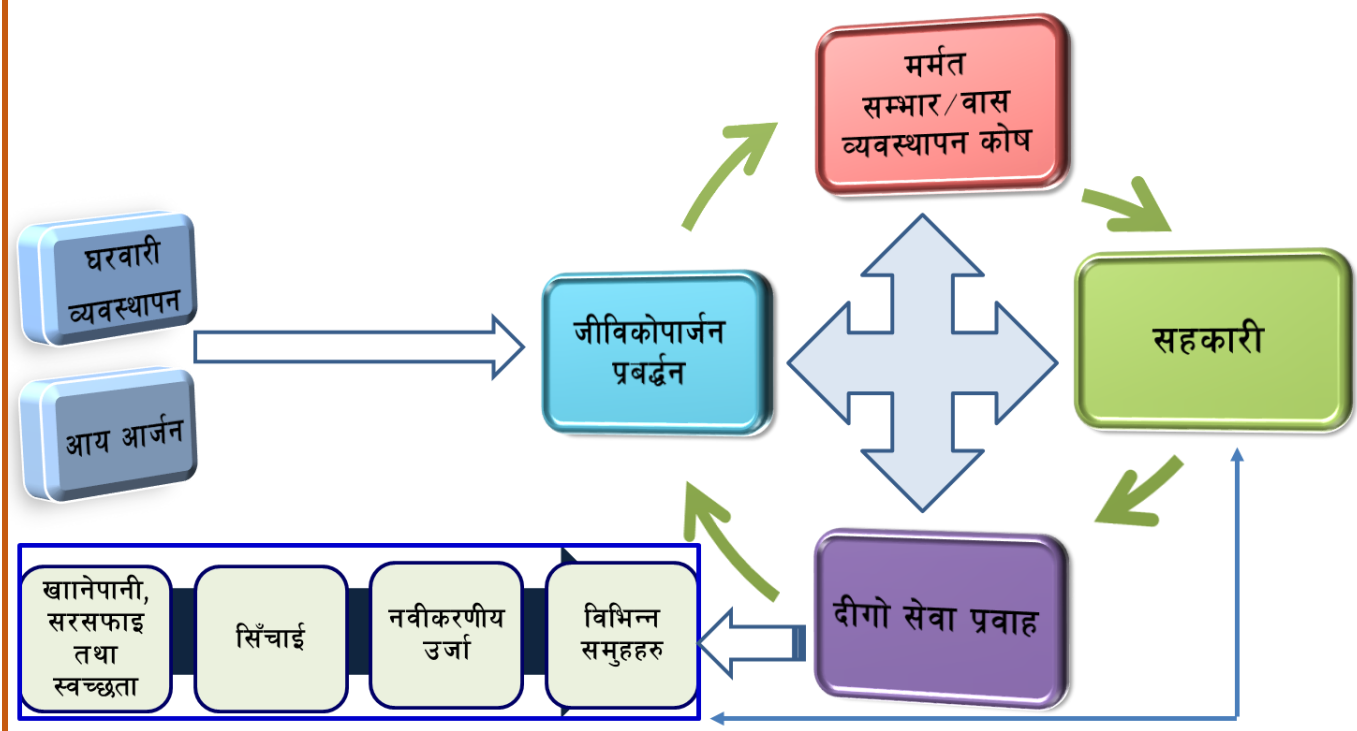 मर्मत
सम्भार/वास
व्यवस्थापन कोष
घरवारी
व्यवस्थापन
जीविकोपार्जन
प्रबर्द्धन
सहकारी
आय आर्जन
खाानेपानी,
सरसफाइ
तथा
स्वच्छता
सिँचाई
नवीकरणीय
उर्जा
विभिन्न
समुहहरु
दीगो सेवा प्रवाह